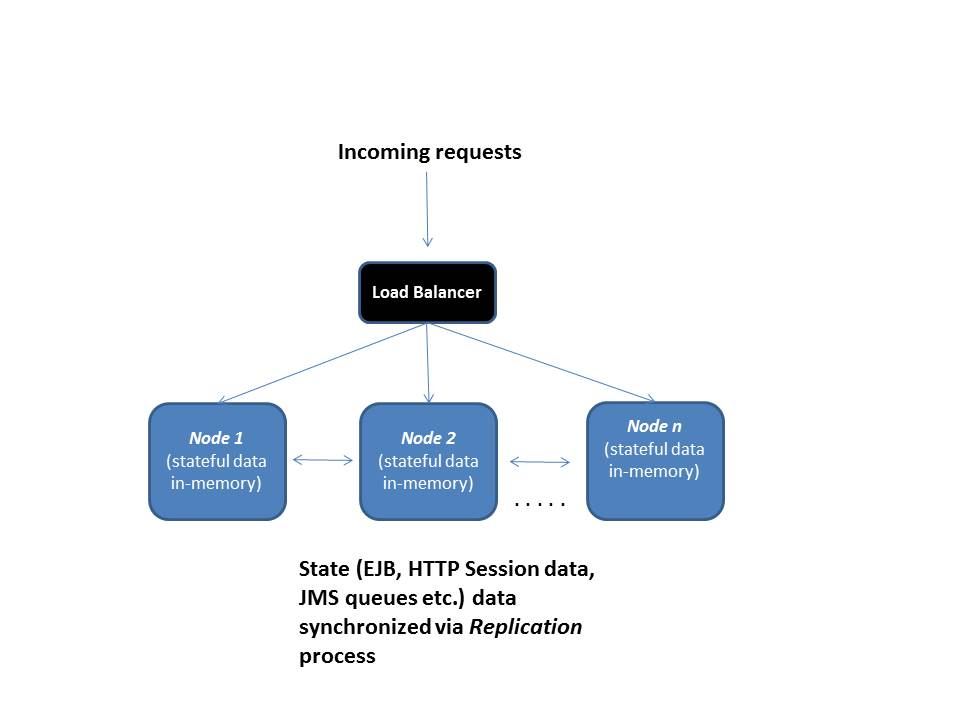 Incoming requests
Load Balancer
Node 1
(stateful data
in-memory)
Node 2
(stateful data
in-memory)
. . . . .
Node n
(stateful data
in-memory)
State (EJB, HTTP Session data,
JMS queues etc.) data
synchronized via Replication
process